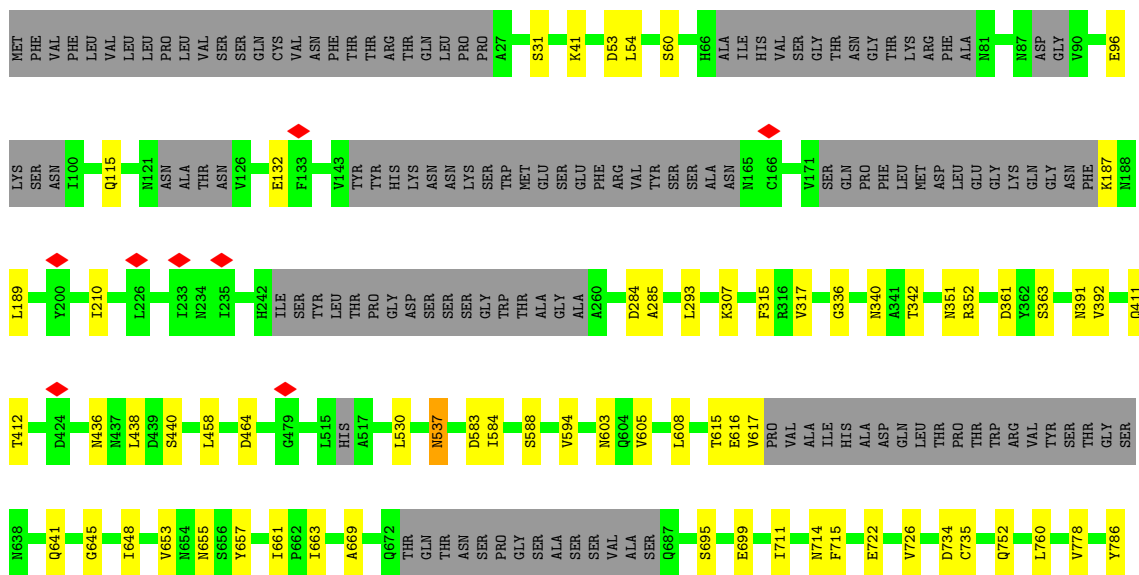 MET PHE VAL PHE LEU VAL LEU LEU PRO LEU VAL SER SER GLN CYS VAL ASN PHE THR THR ARG THR GLN LEU PRO PRO A27 S31 K41 D53 L54 S60 H66 ALA ILE HIS VAL SER GLY THR ASN GLY THR LYS ARG PHE ALA N81 N87 ASP GLY V90 E96
LYS SER ASN I100 Q115 N121 ASN ALA THR ASN V126 E132 F133 V143 TYR TYR HIS LYS ASN ASN LYS SER TRP MET GLU SER GLU PHE ARG VAL TYR SER SER ALA ASN N165 C166 V171 SER GLN PRO PHE LEU MET ASP LEU GLU GLY LYS GLN GLY ASN PHE K187 N188
L189 Y200 I210 L226 I233 N234 I235 H242 ILE SER TYR LEU THR PRO GLY ASP SER SER SER GLY TRP THR ALA GLY ALA A260 D284 A285 L293 K307 F315 R316 V317 G336 N340 A341 T342 N351 R352 D361 Y362 S363 N391 V392 Q411
T412 D424 N436 N437 L438 D439 S440 L458 D464 G479 L515 HIS A517 L530 N537 D583 I584 S588 V594 N603 Q604 V605 L608 T615 E616 V617 PRO VAL ALA ILE HIS ALA ASP GLN LEU THR PRO THR TRP ARG VAL TYR SER THR GLY SER
N638 Q641 G645 I648 V653 N654 N655 S656 Y657 I661 P662 I663 A669 Q672 THR GLN THR ASN SER PRO GLY SER ALA SER SER VAL ALA SER Q687 S695 E699 I711 N714 F715 E722 V726 D734 C735 Q752 L760 V778 Y786